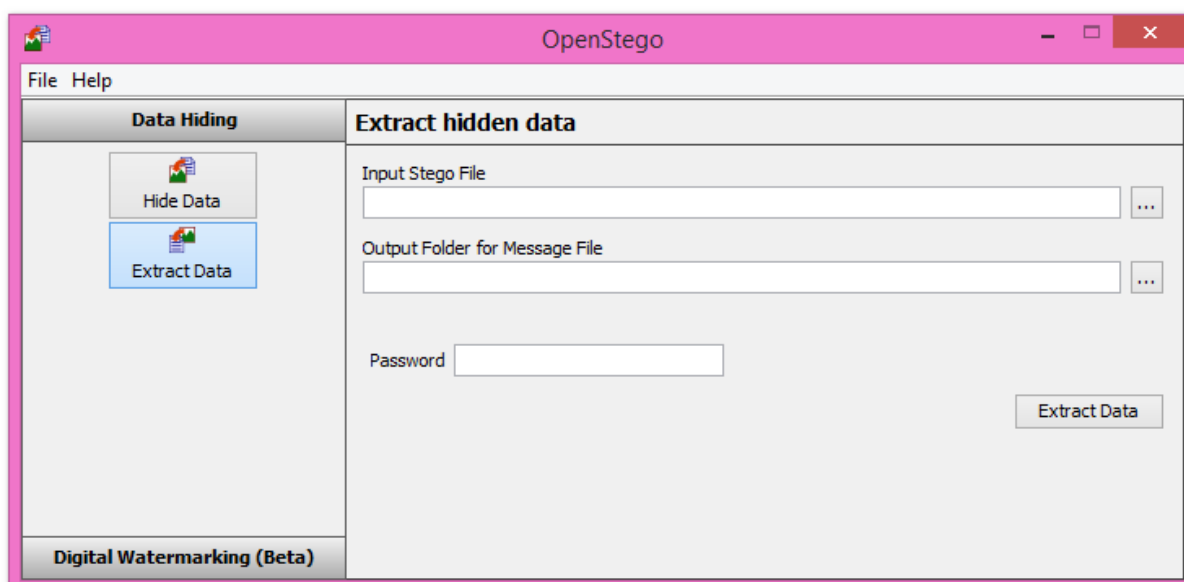 OpenStego
File Help
Data Hiding
Hide Data
Extract Data
Digital Watermarking (Beta)
Extract hidden data
Input Stego File
...
Output Folder for Message File
...
Password
Extract Data